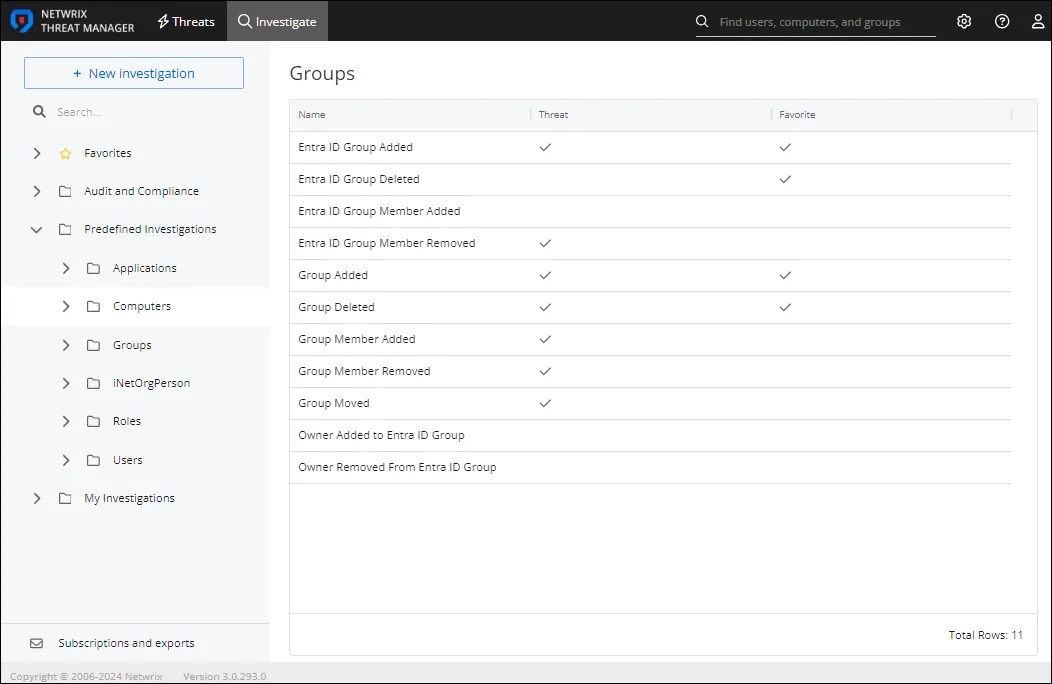 NETWRIX
THREAT MANAGER
Threats
Investigate
Find users, computers, and groups
+ New investigation
Search...
Favorites
Audit and Compliance
Predefined Investigations
Applications
Computers
Groups
iNetOrgPerson
Roles
Users
My Investigations
Subscriptions and exports
Groups
Name Threat Favorite
Entra ID Group Added
Entra ID Group Deleted
Entra ID Group Member Added
Entra ID Group Member Removed
Group Added
Group Deleted
Group Member Added
Group Member Removed
Group Moved
Owner Added to Entra ID Group
Owner Removed From Entra ID Group
Total Rows: 11
Copyright © 2006-2024 Netwrix Version 3.0.293.0